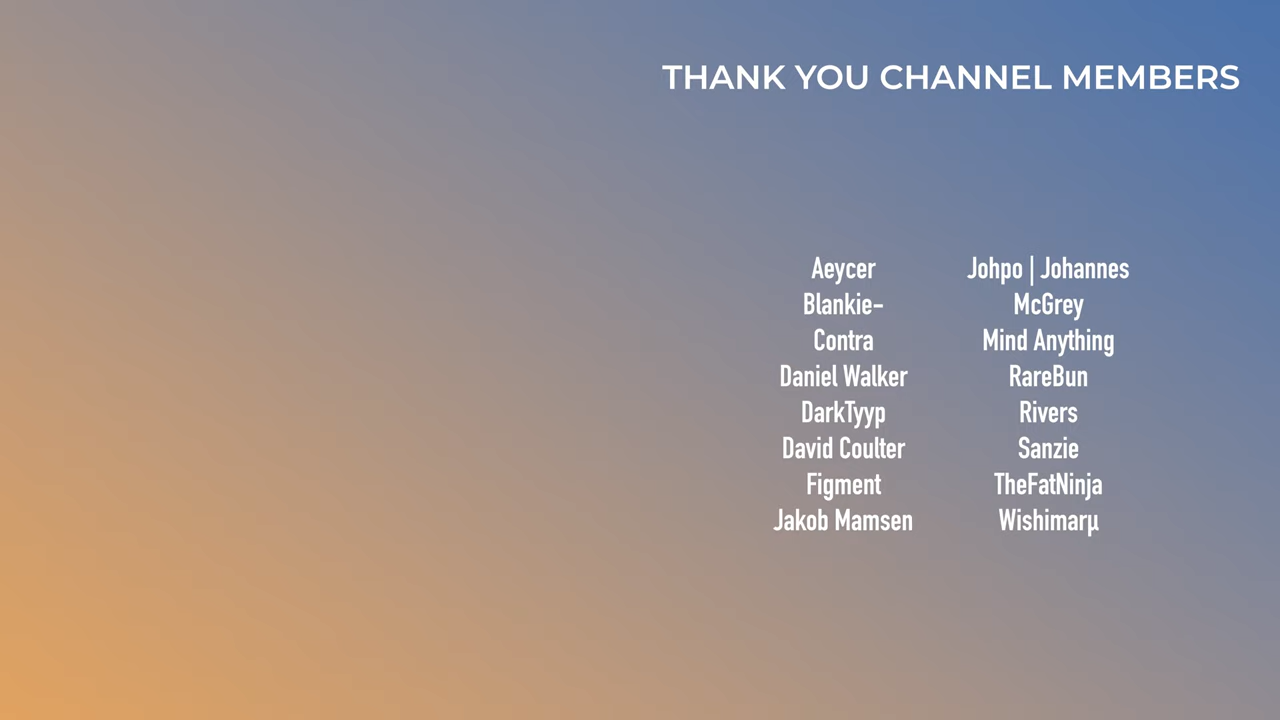 THANK YOU CHANNEL MEMBERS
Aeycer
Blankie-
Contra
Daniel Walker
DarkTyyp
David Coulter
Figment
Jakob Mamsen
Johpo | Johannes
McGrey
Mind Anything
RareBun
Rivers
Sanzie
TheFatNinja
Wishimarµ